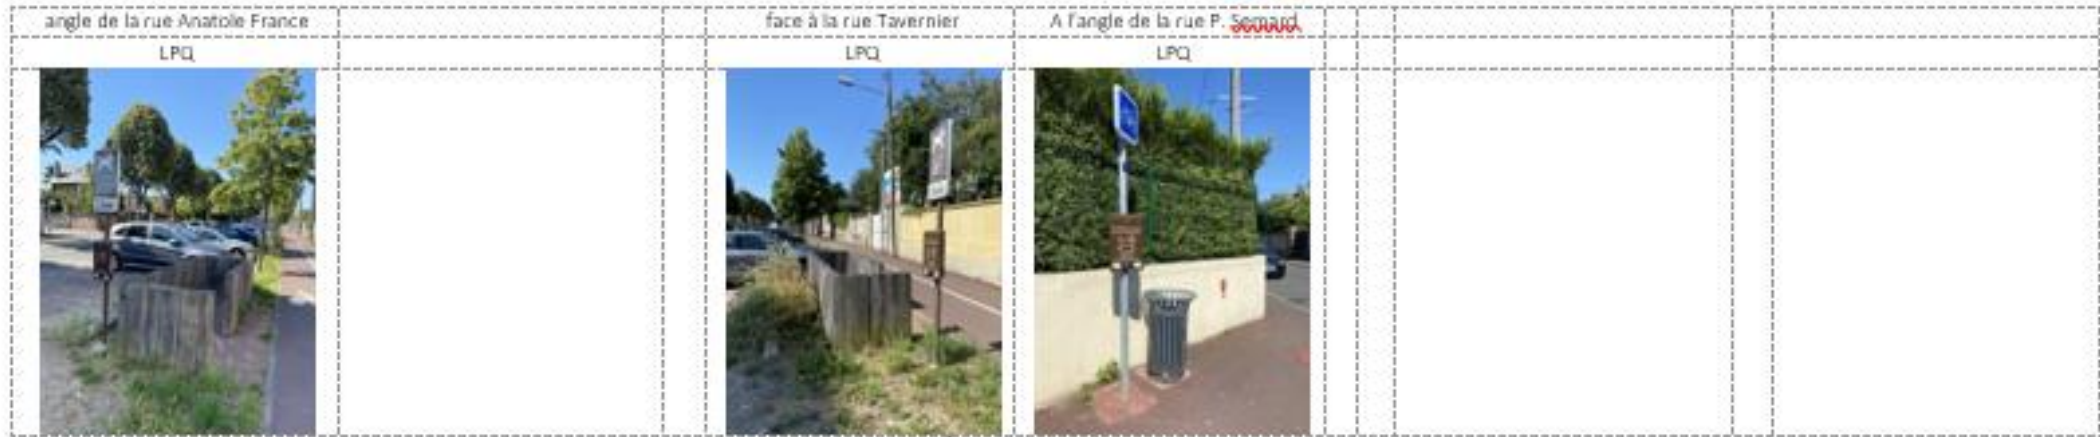 angle de la rue Anatole France
face à la rue Tavernier
A l'angle de la rue P. Semard
LPQ
LPQ
LPQ